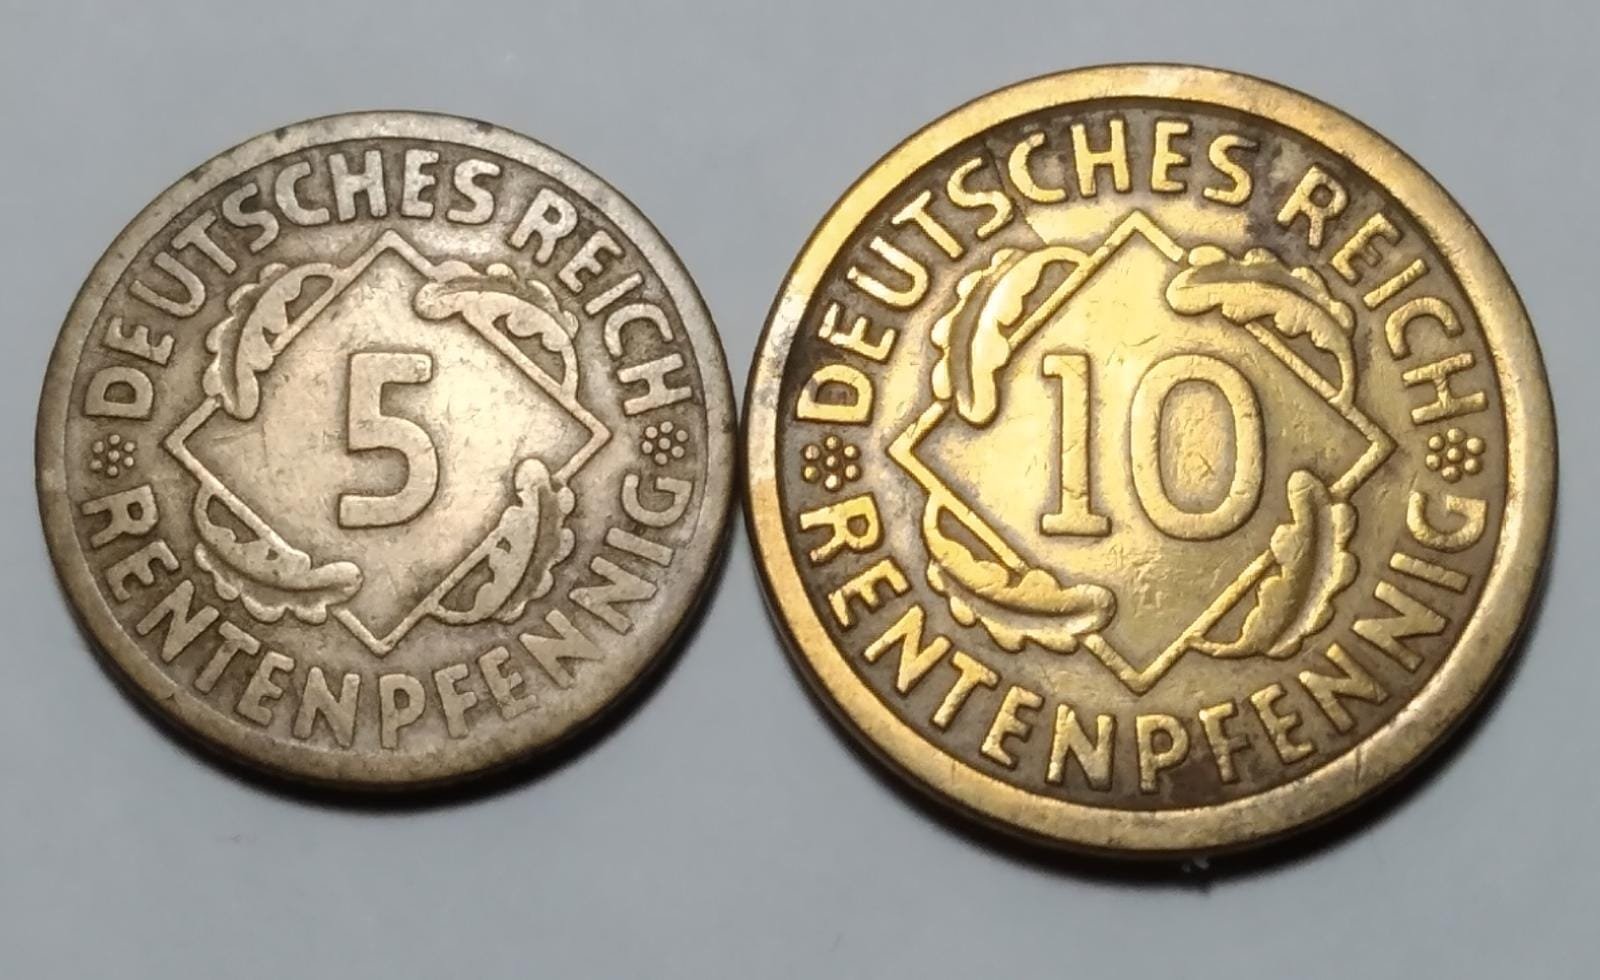 DEUTSCHES REICH
5
RENTENPFENNIG
DEUTSCHES REICH
10
RENTENPFENNIG